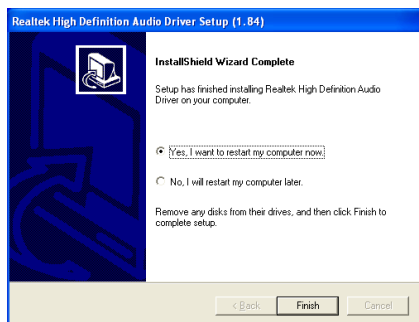 Realtek High Definition Audio Driver Setup (1.84)
InstallShield Wizard Complete
Setup has finished installing Realtek High Definition Audio
Driver on your computer.
Yes, I want to restart my computer now.
No, I will restart my computer later.
Remove any disks from their drives, and then click Finish to
complete setup.
< Back
Finish
Cancel